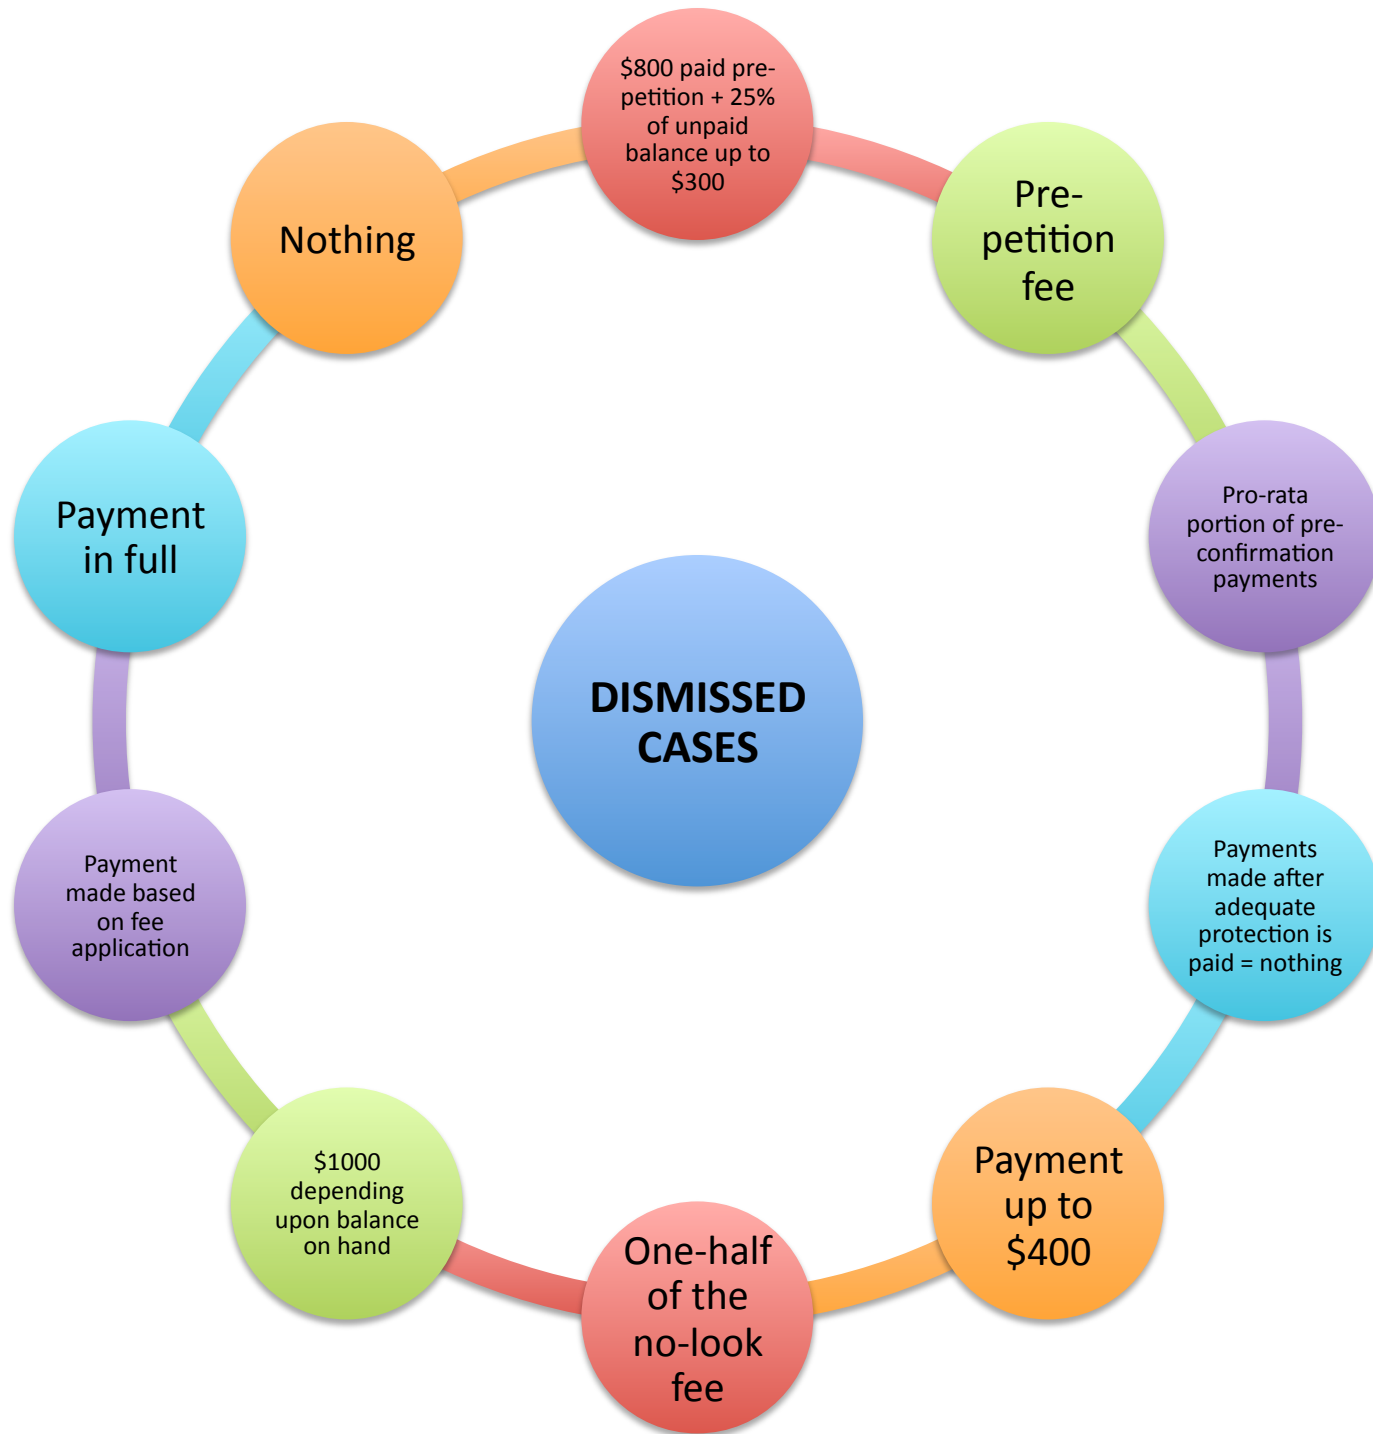 $800 paid pre-
petition + 25%
of unpaid
balance up to
$300
Pre-
petition
fee
Pro-rata
portion of pre-
confirmation
payments
Payments
made after
adequate
protection is
paid = nothing
Payment
up to
$400
One-half
of the
no-look
fee
$1000
depending
upon balance
on hand
Payment
made based
on fee
application
Payment
in full
Nothing
DISMISSED
CASES